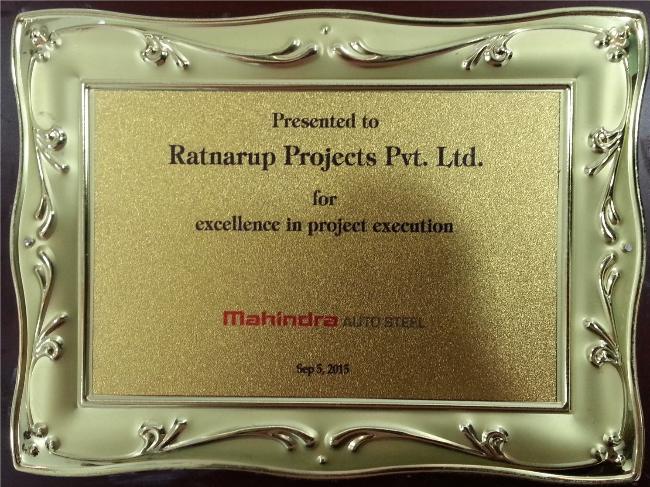 Presented to
Ratnarup Projects Pvt. Ltd.
for
excellence in project execution
Mahindra AUTO STEEL
Sep 5, 2015